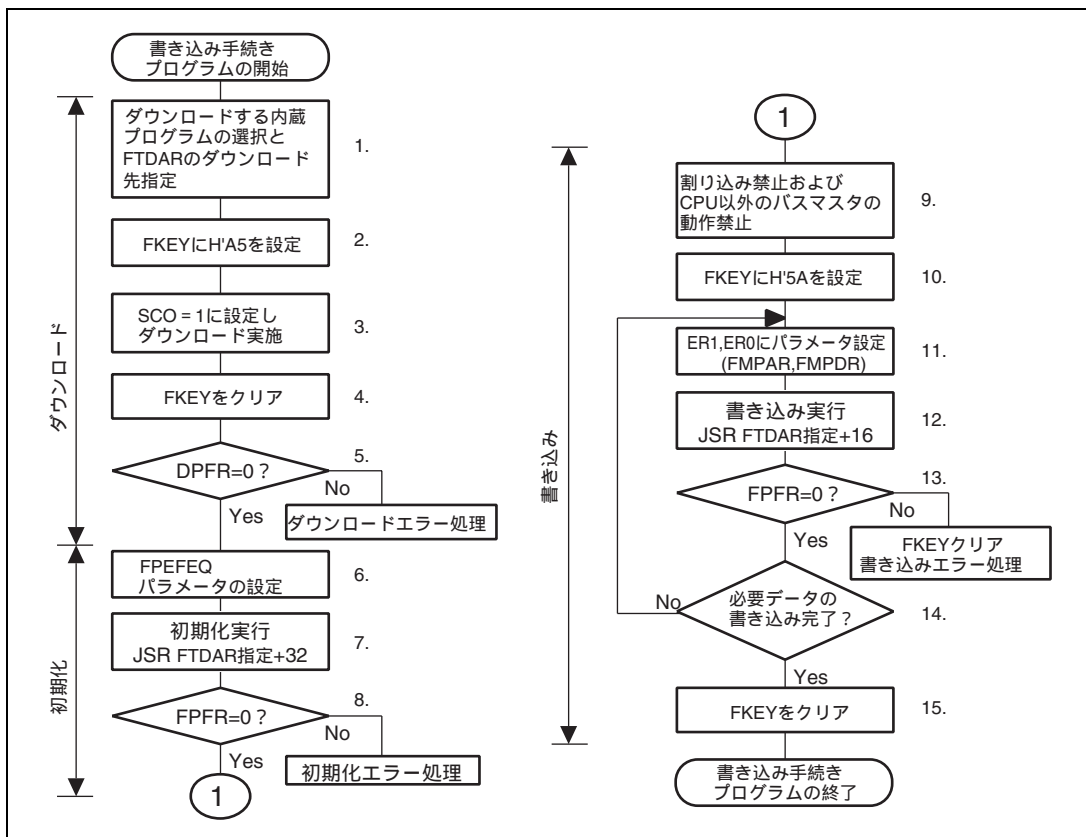 書き込み手続き
プログラムの開始
ダウンロード
ダウンロードする内蔵
プログラムの選択と
FTDARのダウンロード
先指定
1.
FKEYにH'A5を設定
2.
SCO = 1に設定し
ダウンロード実施
3.
FKEYをクリア
4.
DPFR=0？
5.
No
Yes
ダウンロードエラー処理
初期化
FPEFEQ
パラメータの設定
6.
初期化実行
JSR FTDAR指定+32
7.
FPFR=0？
8.
No
Yes
初期化エラー処理
1
1
書き込み
割り込み禁止および
CPU以外のバスマスタの
動作禁止
9.
FKEYにH'5Aを設定
10.
ER1,ER0にパラメータ設定
(FMPAR,FMPDR)
11.
書き込み実行
JSR FTDAR指定+16
12.
FPFR=0？
13.
No
Yes
FKEYクリア
書き込みエラー処理
必要データの
書き込み完了？
14.
No
Yes
FKEYをクリア
15.
書き込み手続き
プログラムの終了